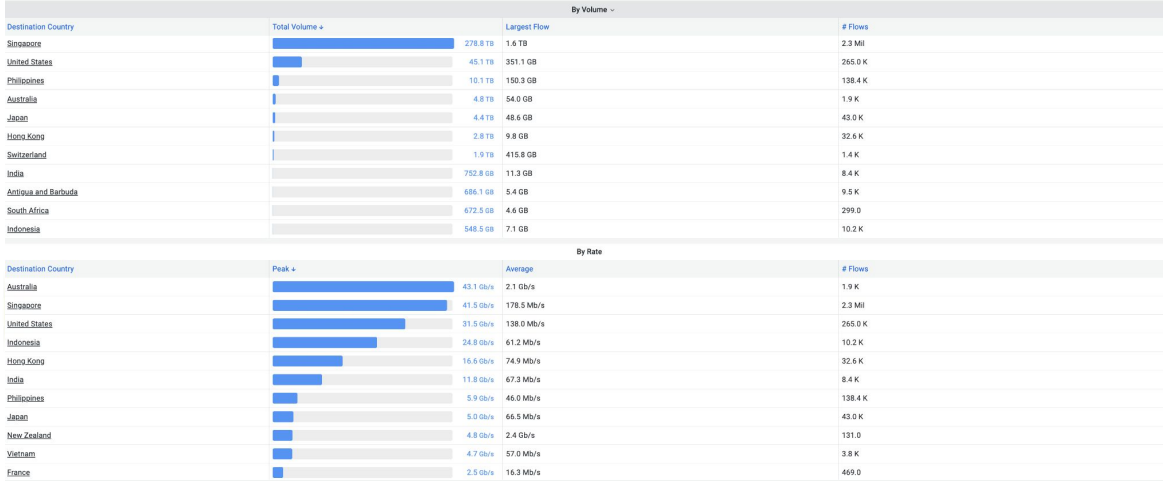 By Volume
Destination Country Total Volume ↓ Largest Flow # Flows
Singapore 278.8 TB 1.6 TB 2.3 Mil
United States 45.1 TB 351.1 GB 265.0 K
Philippines 10.1 TB 150.3 GB 138.4 K
Australia 4.8 TB 54.0 GB 1.9 K
Japan 4.4 TB 48.6 GB 43.0 K
Hong Kong 2.8 TB 9.8 GB 32.6 K
Switzerland 1.9 TB 415.8 GB 1.4 K
India 752.8 GB 11.3 GB 8.4 K
Antigua and Barbuda 686.1 GB 5.4 GB 9.5 K
South Africa 672.5 GB 4.6 GB 299.0
Indonesia 548.5 GB 7.1 GB 10.2 K
By Rate
Destination Country Peak ↓ Average # Flows
Australia 43.1 Gb/s 2.1 Gb/s 1.9 K
Singapore 41.5 Gb/s 178.5 Mb/s 2.3 Mil
United States 31.5 Gb/s 138.0 Mb/s 265.0 K
Indonesia 24.8 Gb/s 61.2 Mb/s 10.2 K
Hong Kong 16.6 Gb/s 74.9 Mb/s 32.6 K
India 11.8 Gb/s 67.3 Mb/s 8.4 K
Philippines 5.9 Gb/s 46.0 Mb/s 138.4 K
Japan 5.0 Gb/s 66.5 Mb/s 43.0 K
New Zealand 4.8 Gb/s 2.4 Gb/s 131.0
Vietnam 4.7 Gb/s 57.0 Mb/s 3.8 K
France 2.5 Gb/s 16.3 Mb/s 469.0